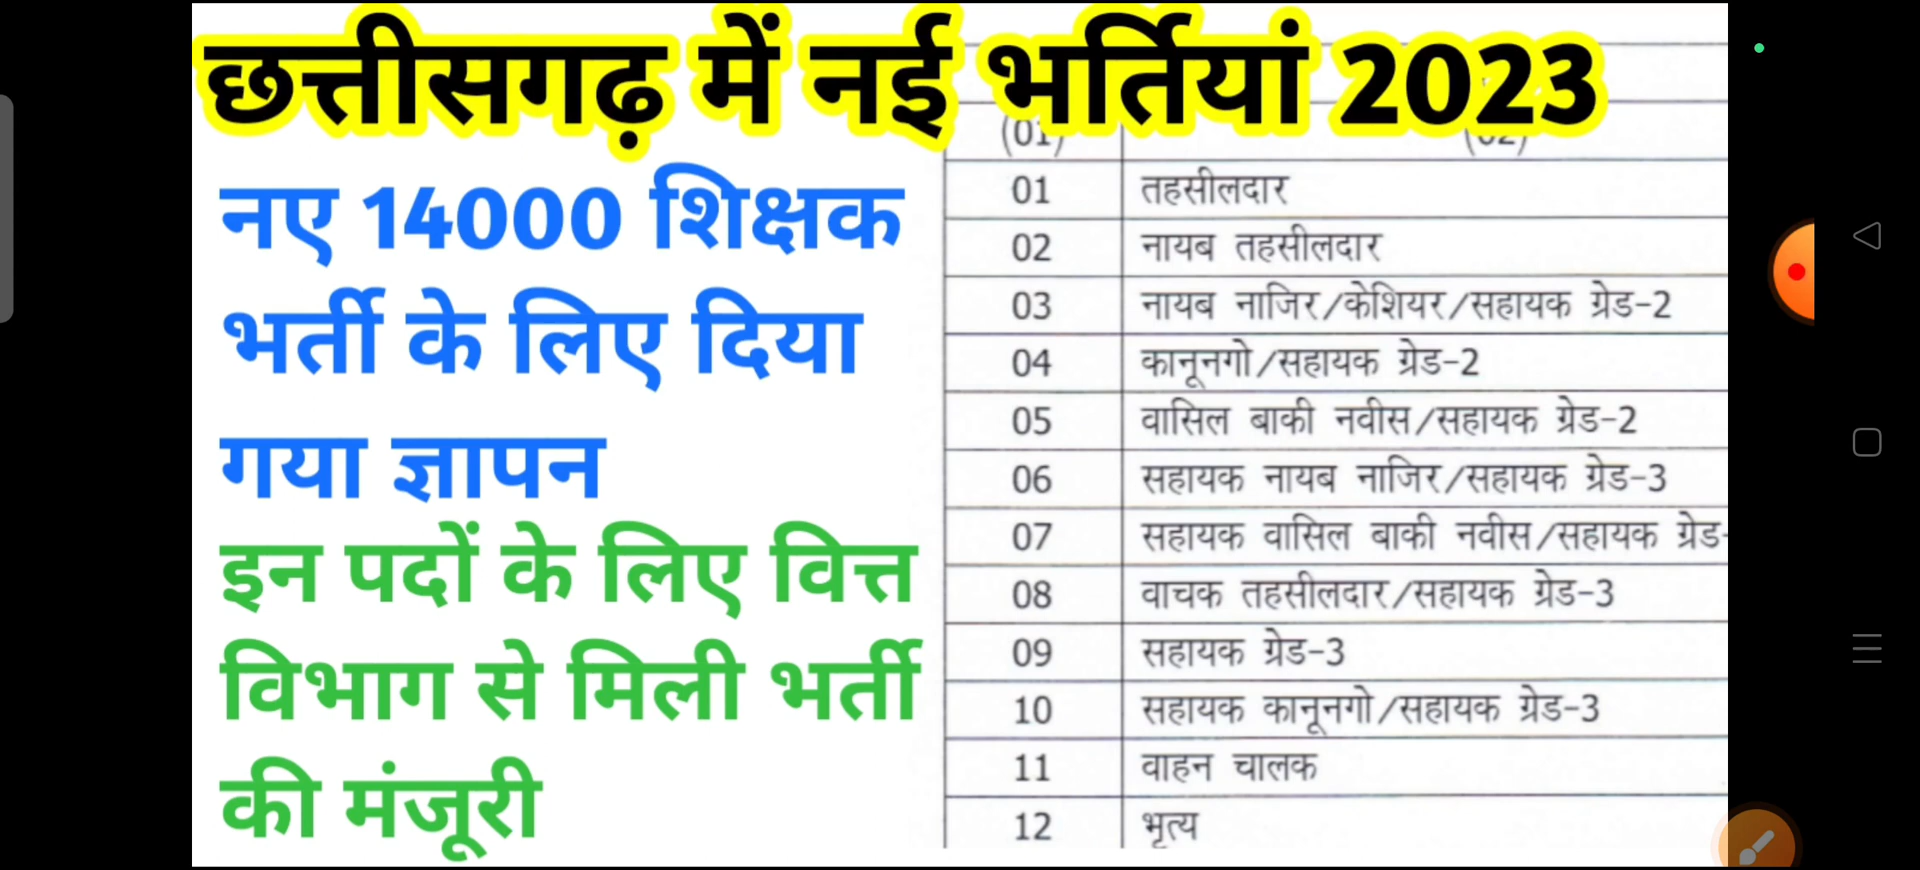 छत्तीसगढ़ में नई भर्तियां 2023
नए 14000 शिक्षक
भर्ती के लिए दिया
गया ज्ञापन
इन पदों के लिए वित्त
विभाग से मिली भर्ती
की मंजूरी
(01) (02)
01 तहसीलदार
02 नायब तहसीलदार
03 नायब नाजिर/केशियर/सहायक ग्रेड-2
04 कानूनगो/सहायक ग्रेड-2
05 वासिल बाकी नवीस/सहायक ग्रेड-2
06 सहायक नायब नाजिर/सहायक ग्रेड-3
07 सहायक वासिल बाकी नवीस/सहायक ग्रेड-
08 वाचक तहसीलदार/सहायक ग्रेड-3
09 सहायक ग्रेड-3
10 सहायक कानूनगो/सहायक ग्रेड-3
11 वाहन चालक
12 भृत्य